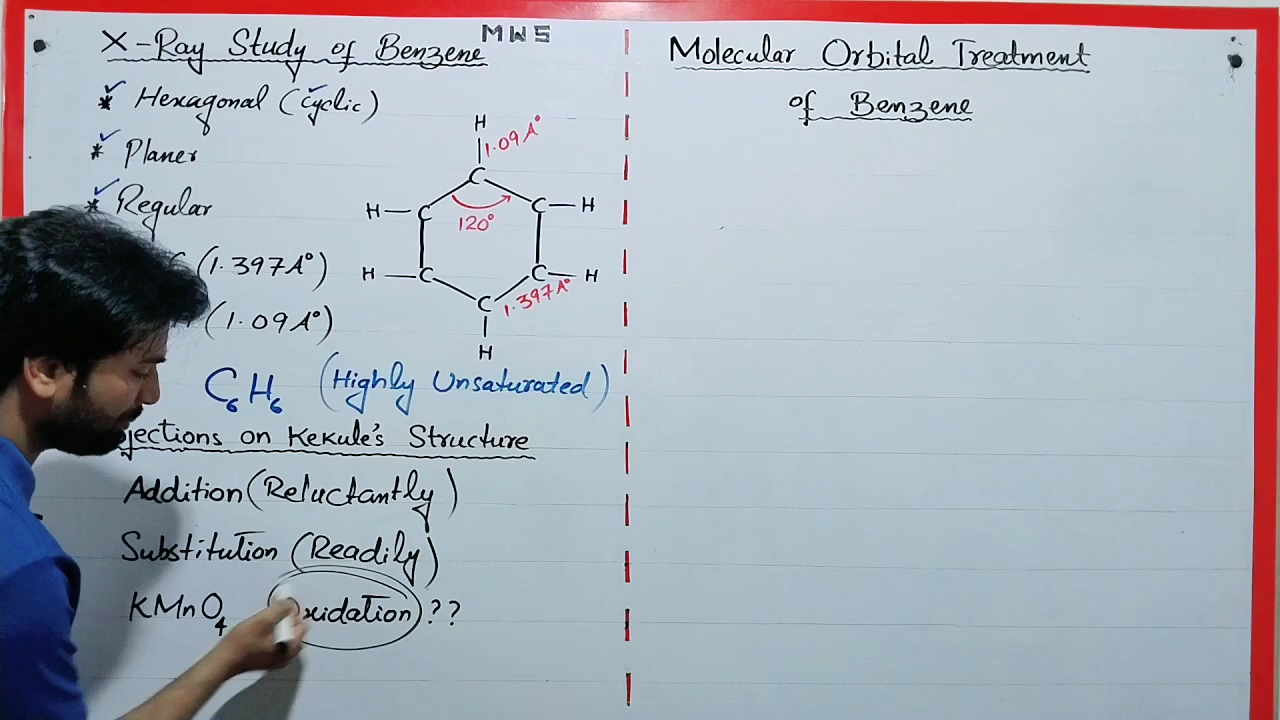 X-Ray Study of Benzene
MWS
* Hexagonal (Cyclic)
* Planer
* Regular
(1.397A°)
(1.09A°)
H
1.09A°
C
H C C H
120°
H C C H
C 1.397A°
H
C6H6 (Highly Unsaturated)
jections on Kekule's Structure
Addition (Reluctantly)
Substitution (Readily)
KMnO4 Oxidation ??
Molecular Orbital Treatment
of Benzene